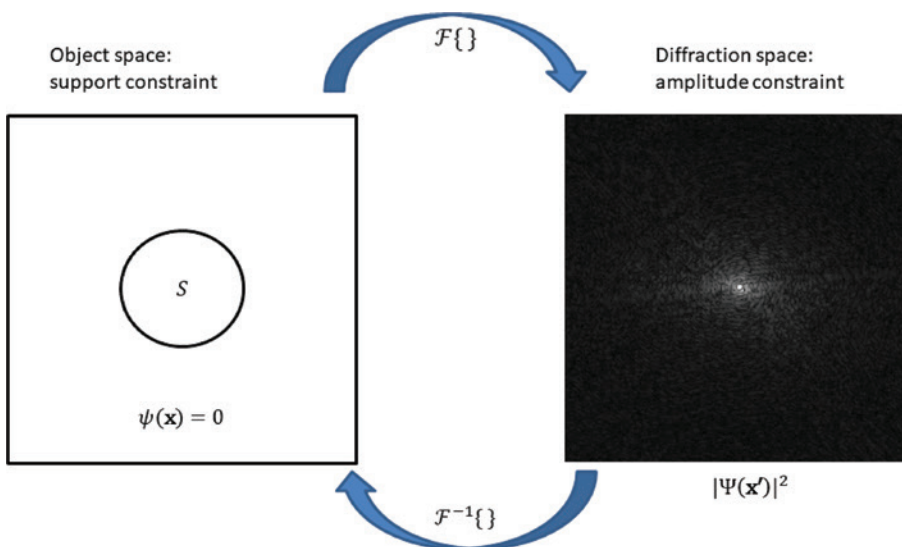 Object space:
support constraint
ℱ{}
Diffraction space:
amplitude constraint
S
ψ(𝐱) = 0
|Ψ(𝐱′)|²
ℱ⁻¹{}